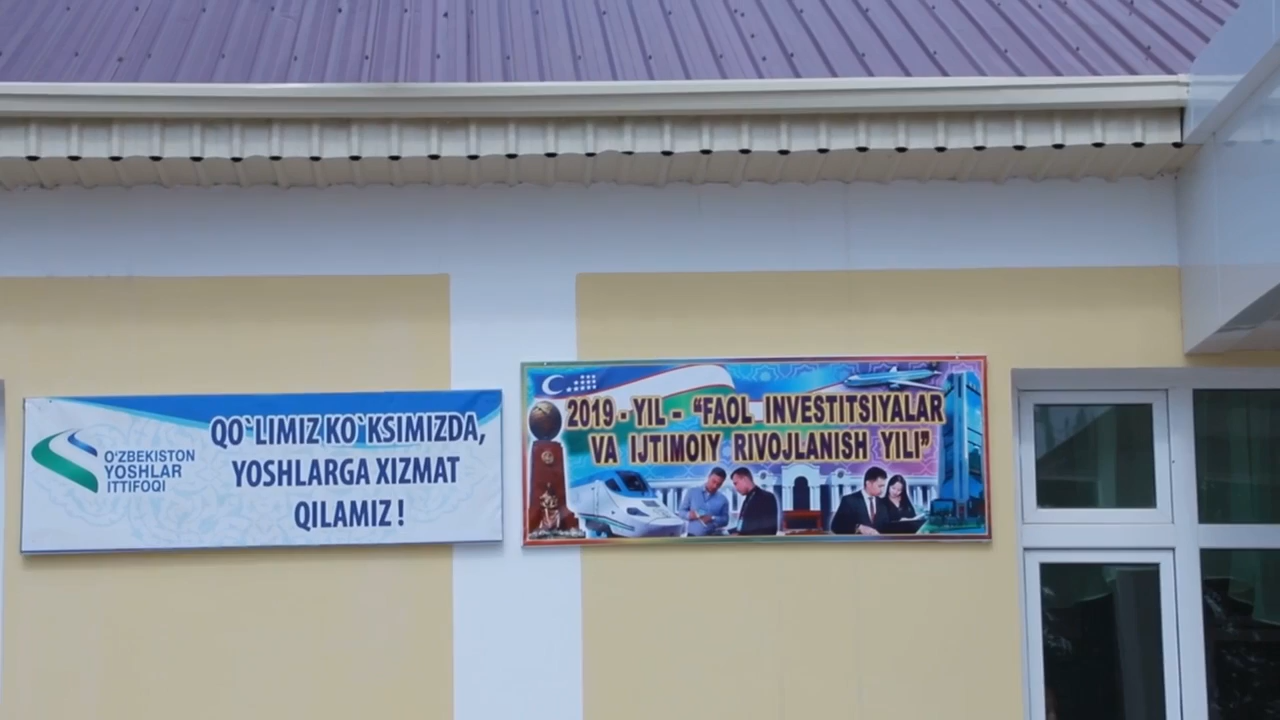 O'ZBEKISTON
YOSHLAR
ITTIFOQI
QO`LIMIZ KO`KSIMIZDA,
YOSHLARGA XIZMAT
QILAMIZ !
2019 - YIL - “FAOL INVESTITSIYALAR
VA IJTIMOIY RIVOJLANISH YILI”